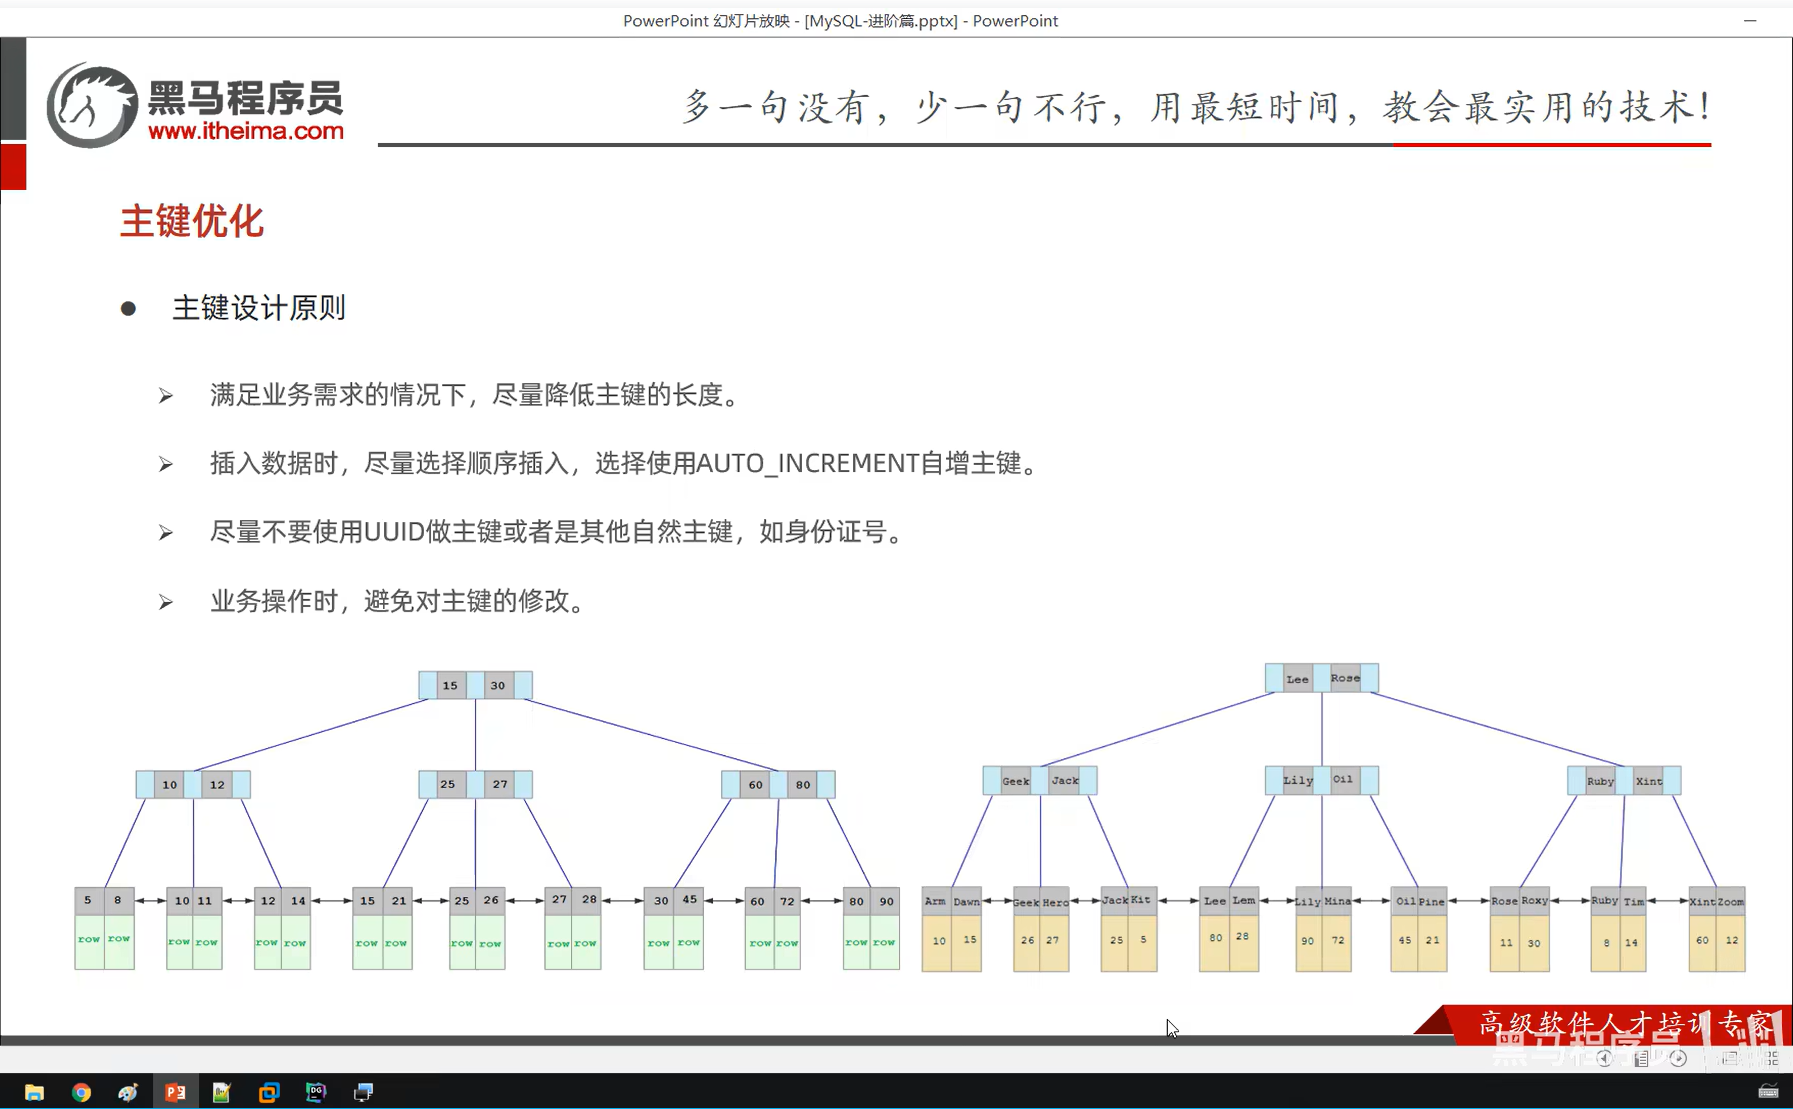 PowerPoint 幻灯片放映 - [MySQL-进阶篇.pptx] - PowerPoint
黑马程序员
www.itheima.com
多一句没有，少一句不行，用最短时间，教会最实用的技术！
主键优化
● 主键设计原则
➢ 满足业务需求的情况下，尽量降低主键的长度。
➢ 插入数据时，尽量选择顺序插入，选择使用AUTO_INCREMENT自增主键。
➢ 尽量不要使用UUID做主键或者是其他自然主键，如身份证号。
➢ 业务操作时，避免对主键的修改。
15 30
10 12 25 27 60 80
5 8 10 11 12 14 15 21 25 26 27 28 30 45 60 72 80 90
row row row row row row row row row row row row row row row row row row
Lee Rose
Geek Jack Lily Oil Ruby Xint
Arm Dawn Geek Hero Jack Kit Lee Lem Lily Mina Oil Pine Rose Roxy Ruby Tim Xint Zoom
10 15 26 27 25 5 80 28 90 72 45 21 11 30 8 14 60 12
高级软件人才培训专家
黑马程序员